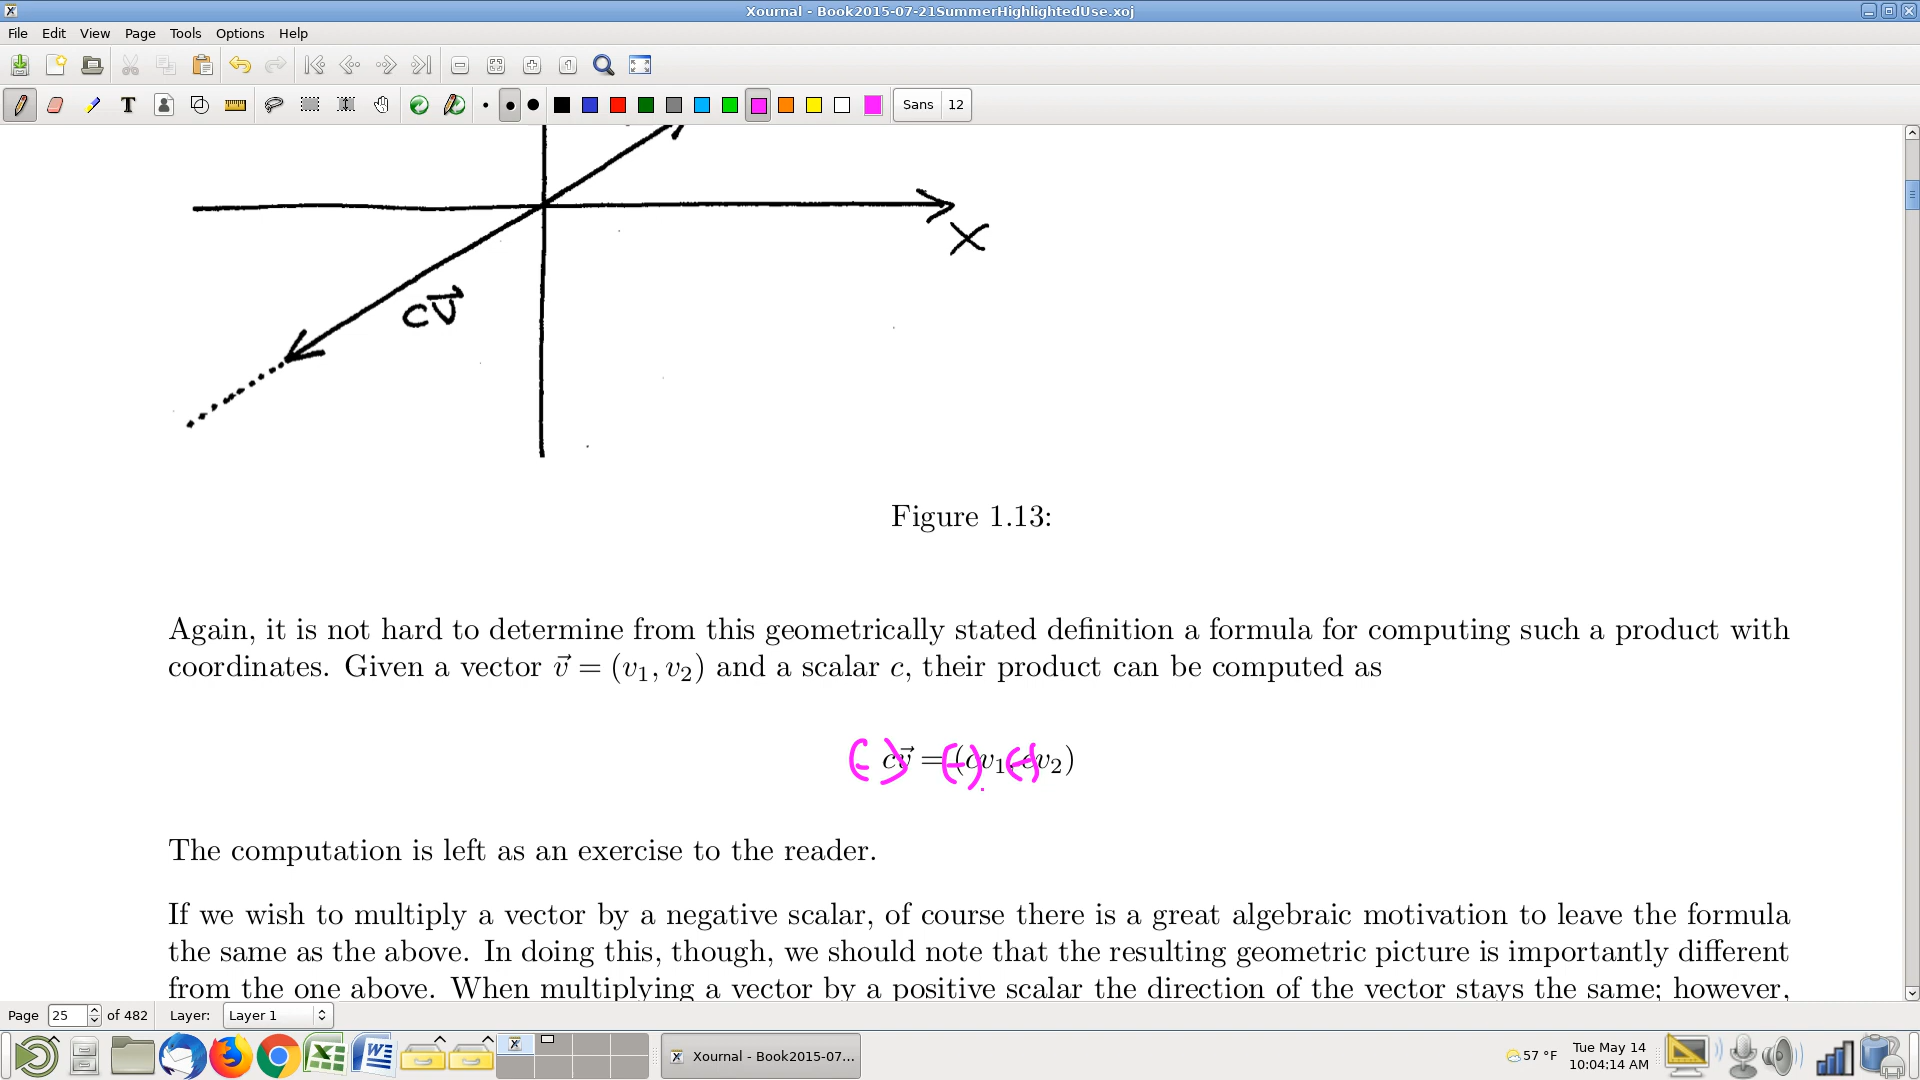 Xournal - Book2015-07-21SummerHighlightedUse.xoj
File Edit View Page Tools Options Help
Sans 12
X
cv⃗
Figure 1.13:
Again, it is not hard to determine from this geometrically stated definition a formula for computing such a product with
coordinates. Given a vector v⃗ = (v₁, v₂) and a scalar c, their product can be computed as
(-) cv⃗ = (-) (cv₁, (-) cv₂)
The computation is left as an exercise to the reader.
If we wish to multiply a vector by a negative scalar, of course there is a great algebraic motivation to leave the formula
the same as the above. In doing this, though, we should note that the resulting geometric picture is importantly different
from the one above. When multiplying a vector by a positive scalar the direction of the vector stays the same; however,
Page 25 of 482 Layer: Layer 1
Xournal - Book2015-07...
57 °F
Tue May 14
10:04:14 AM